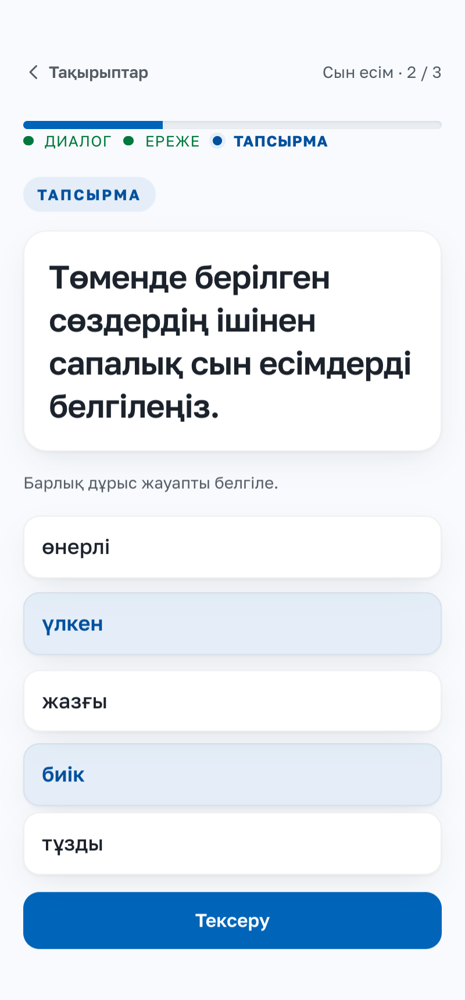 Тақырыптар
Сын есім · 2 / 3
ДИАЛОГ ЕРЕЖЕ ТАПСЫРМА
ТАПСЫРМА
Төменде берілген
сөздердің ішінен
сапалық сын есімдерді
белгілеңіз.
Барлық дұрыс жауапты белгіле.
өнерлі
үлкен
жазғы
биік
тұзды
Тексеру